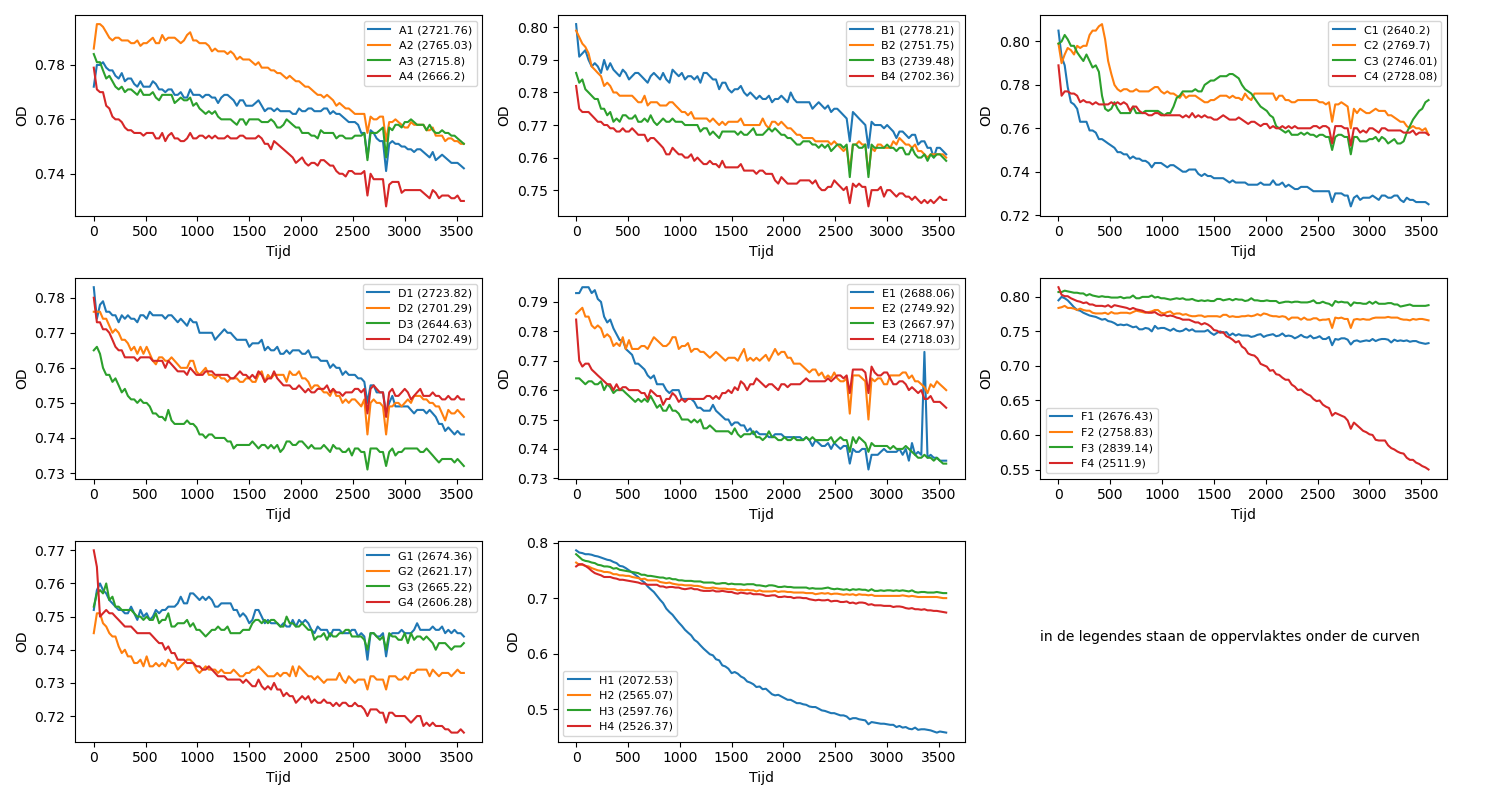 A1 (2721.76)
A2 (2765.03)
A3 (2715.8)
A4 (2666.2)
0.78
0.76
0.74
OD
0 500 1000 1500 2000 2500 3000 3500
Tijd
B1 (2778.21)
B2 (2751.75)
B3 (2739.48)
B4 (2702.36)
0.80
0.79
0.78
0.77
0.76
0.75
OD
0 500 1000 1500 2000 2500 3000 3500
Tijd
C1 (2640.2)
C2 (2769.7)
C3 (2746.01)
C4 (2728.08)
0.80
0.78
0.76
0.74
0.72
OD
0 500 1000 1500 2000 2500 3000 3500
Tijd
D1 (2723.82)
D2 (2701.29)
D3 (2644.63)
D4 (2702.49)
0.78
0.77
0.76
0.75
0.74
0.73
OD
0 500 1000 1500 2000 2500 3000 3500
Tijd
E1 (2688.06)
E2 (2749.92)
E3 (2667.97)
E4 (2718.03)
0.79
0.78
0.77
0.76
0.75
0.74
0.73
OD
0 500 1000 1500 2000 2500 3000 3500
Tijd
0.80
0.75
0.70
0.65
0.60
0.55
OD
F1 (2676.43)
F2 (2758.83)
F3 (2839.14)
F4 (2511.9)
0 500 1000 1500 2000 2500 3000 3500
Tijd
G1 (2674.36)
G2 (2621.17)
G3 (2665.22)
G4 (2606.28)
0.77
0.76
0.75
0.74
0.73
0.72
OD
0 500 1000 1500 2000 2500 3000 3500
Tijd
0.8
0.7
0.6
0.5
OD
H1 (2072.53)
H2 (2565.07)
H3 (2597.76)
H4 (2526.37)
0 500 1000 1500 2000 2500 3000 3500
Tijd
in de legendes staan de oppervlaktes onder de curven